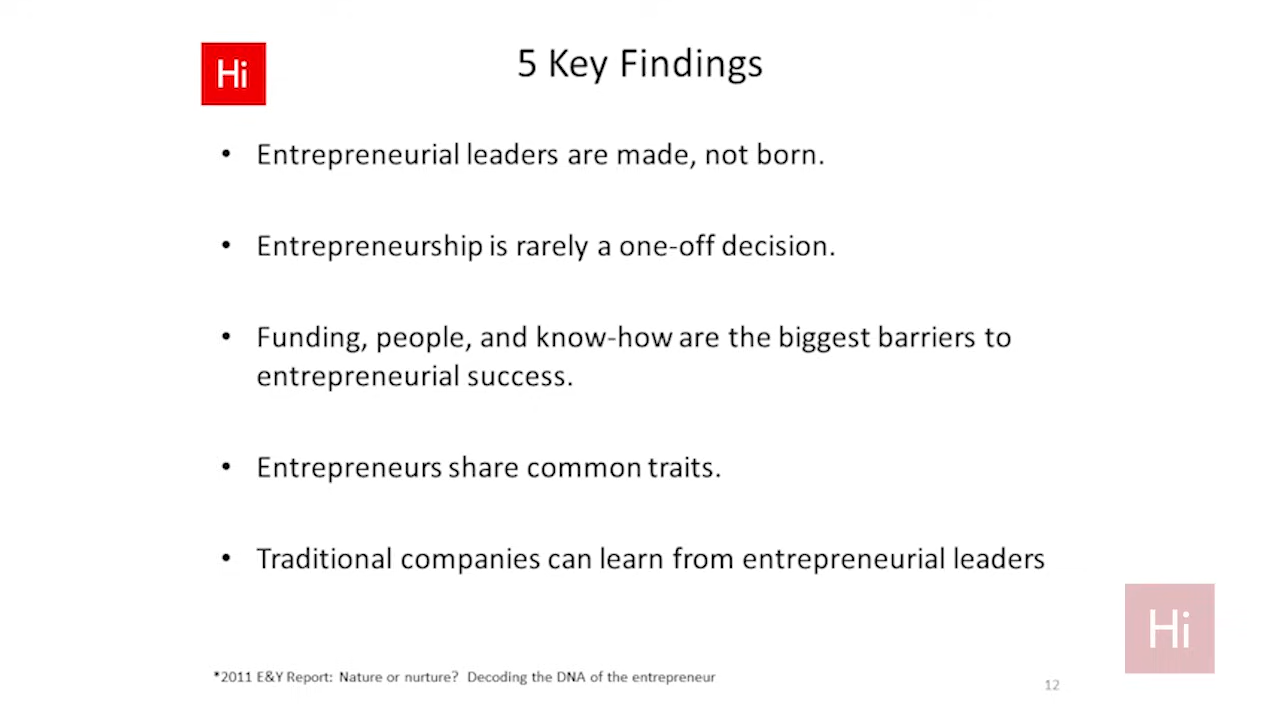 Hi
5 Key Findings
• Entrepreneurial leaders are made, not born.
• Entrepreneurship is rarely a one-off decision.
• Funding, people, and know-how are the biggest barriers to
entrepreneurial success.
• Entrepreneurs share common traits.
• Traditional companies can learn from entrepreneurial leaders
Hi
*2011 E&Y Report: Nature or nurture? Decoding the DNA of the entrepreneur
12